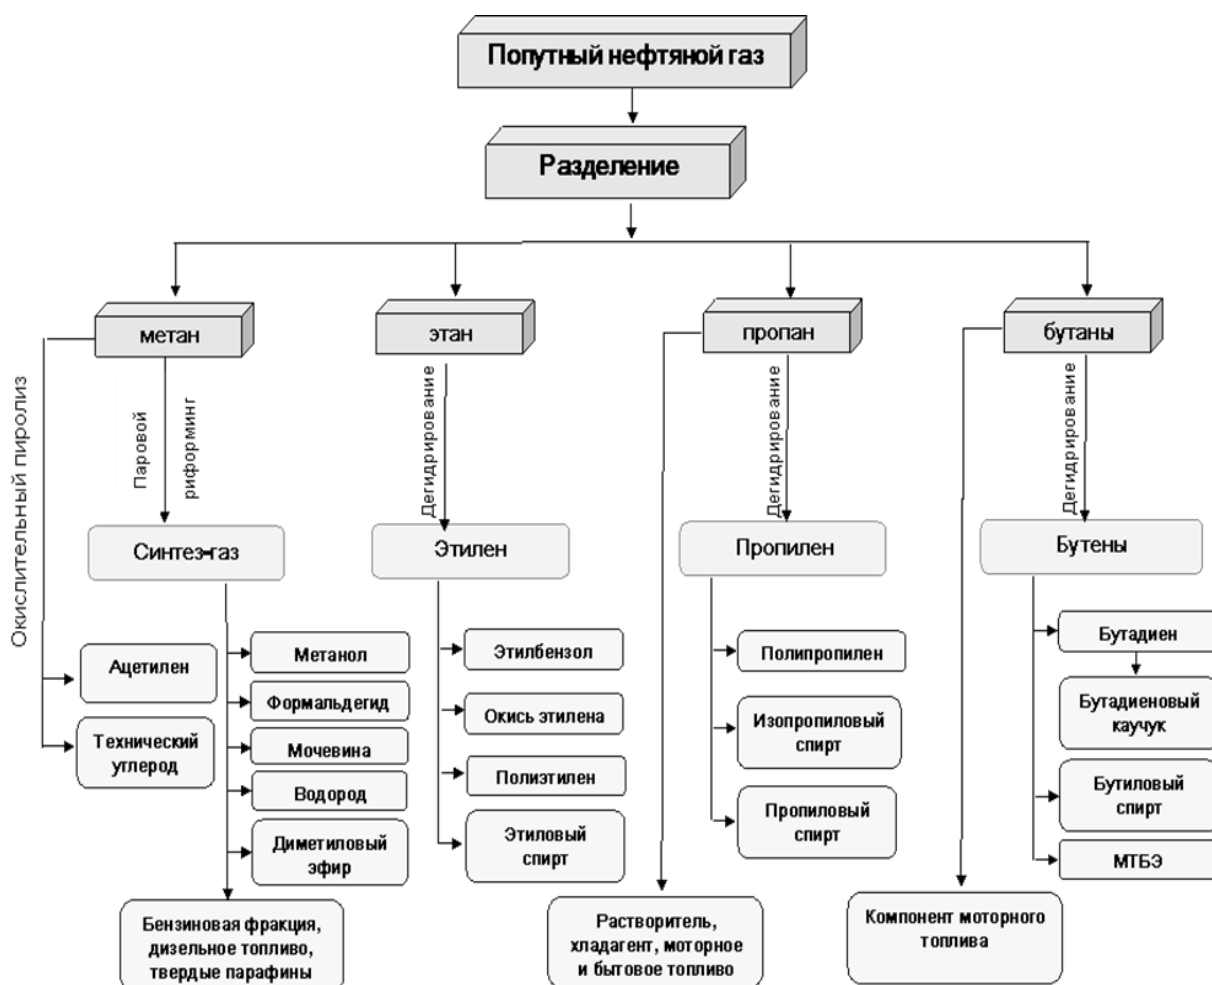 Попутный нефтяной газ
Разделение
метан
этан
пропан
бутаны
Окислительный пиролиз
Паровой
риформинг
Дегидрирование
Дегидрирование
Дегидрирование
Синтез-газ
Этилен
Пропилен
Бутены
Ацетилен
Технический
углерод
Метанол
Формальдегид
Мочевина
Водород
Диметиловый
эфир
Бензиновая фракция,
дизельное топливо,
твердые парафины
Этилбензол
Окись этилена
Полиэтилен
Этиловый
спирт
Полипропилен
Изопропиловый
спирт
Пропиловый
спирт
Растворитель,
хладагент, моторное
и бытовое топливо
Бутадиен
Бутадиеновый
каучук
Бутиловый
спирт
МТБЭ
Компонент моторного
топлива